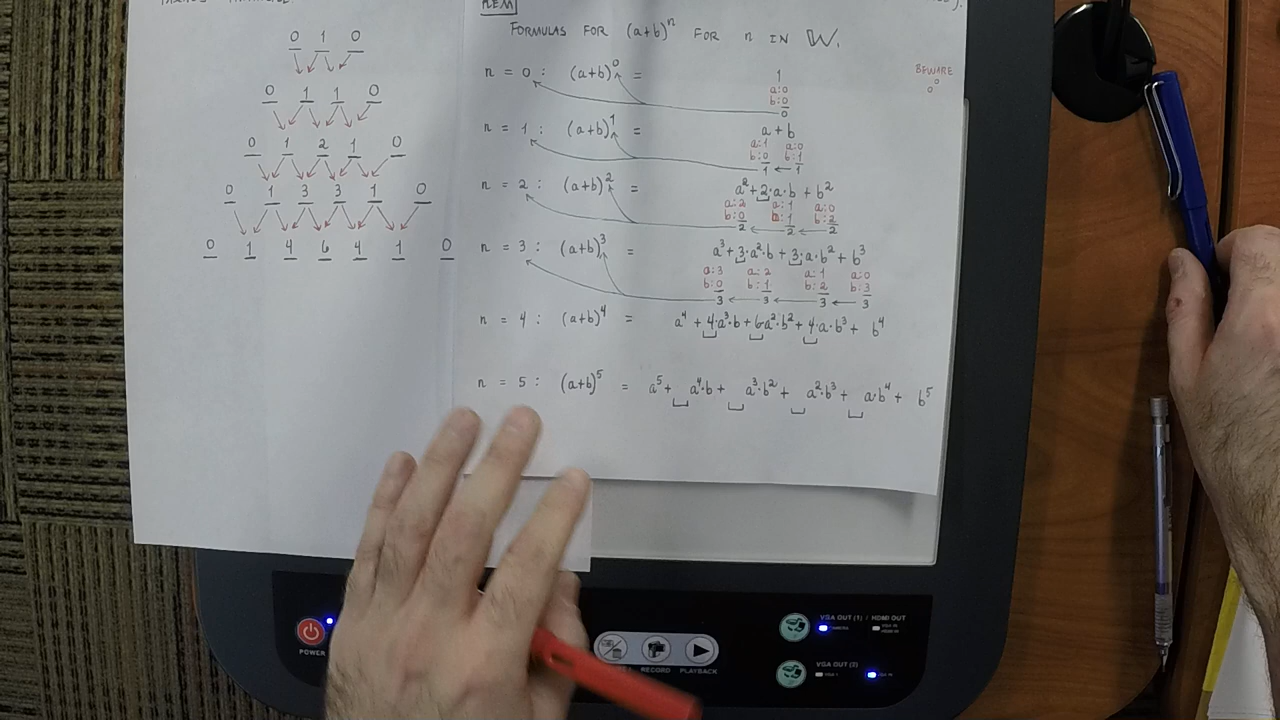 0 1 0
0 1 1 0
0 1 2 1 0
0 1 3 3 1 0
0 1 4 6 4 1 0
REM
FORMULAS FOR (a+b)^n FOR n IN W.
n = 0 : (a+b)^0 = 1
a:0
b:0
0
BEWARE
n = 1 : (a+b)^1 = a + b
a:1 a:0
b:0 b:1
1 ← 1
n = 2 : (a+b)^2 = a^2 + 2·a·b + b^2
a:2 a:1 a:0
b:0 b:1 b:2
2 ← 2 ← 2
n = 3 : (a+b)^3 = a^3 + 3·a^2·b + 3·a·b^2 + b^3
a:3 a:2 a:1 a:0
b:0 b:1 b:2 b:3
3 ← 3 ← 3 ← 3
n = 4 : (a+b)^4 = a^4 + 4·a^3·b + 6·a^2·b^2 + 4·a·b^3 + b^4
n = 5 : (a+b)^5 = a^5 + a^4·b + a^3·b^2 + a^2·b^3 + a·b^4 + b^5
POWER
RECORD
PLAYBACK
VGA OUT (1) / HDMI OUT
VGA OUT (2)